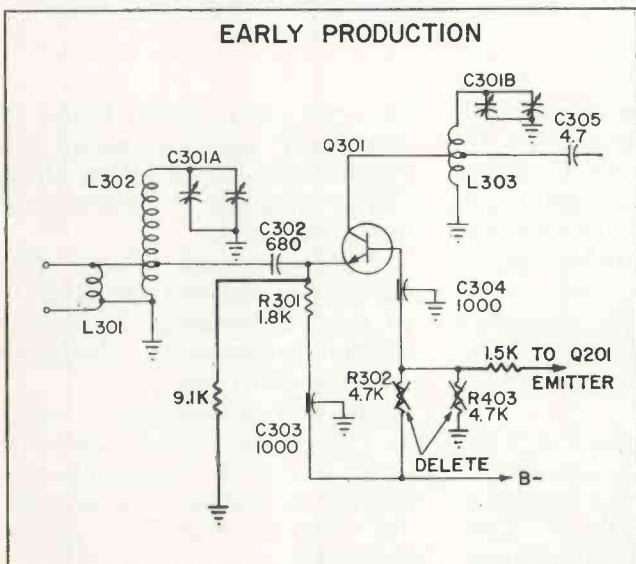 EARLY PRODUCTION
C301B
C305
4.7
Q301
C301A
L302
L303
C302
680
R301
1.8K
C304
1000
L301
1.5K TO Q201
EMITTER
9.1K
R302
4.7K
R403
4.7K
C303
1000
DELETE
B-